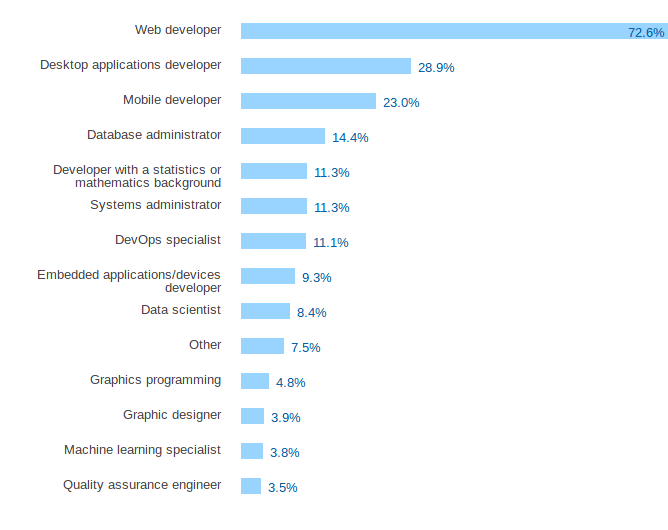 Web developer 72.6%
Desktop applications developer 28.9%
Mobile developer 23.0%
Database administrator 14.4%
Developer with a statistics or
mathematics background 11.3%
Systems administrator 11.3%
DevOps specialist 11.1%
Embedded applications/devices
developer 9.3%
Data scientist 8.4%
Other 7.5%
Graphics programming 4.8%
Graphic designer 3.9%
Machine learning specialist 3.8%
Quality assurance engineer 3.5%